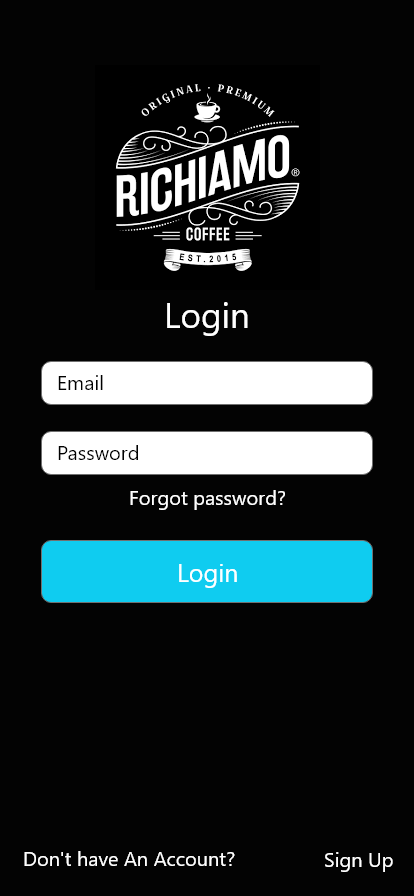 ORIGINAL · PREMIUM
RICHIAMO®
COFFEE
EST.2015
Login
Email
Password
Forgot password?
Login
Don't have An Account? Sign Up